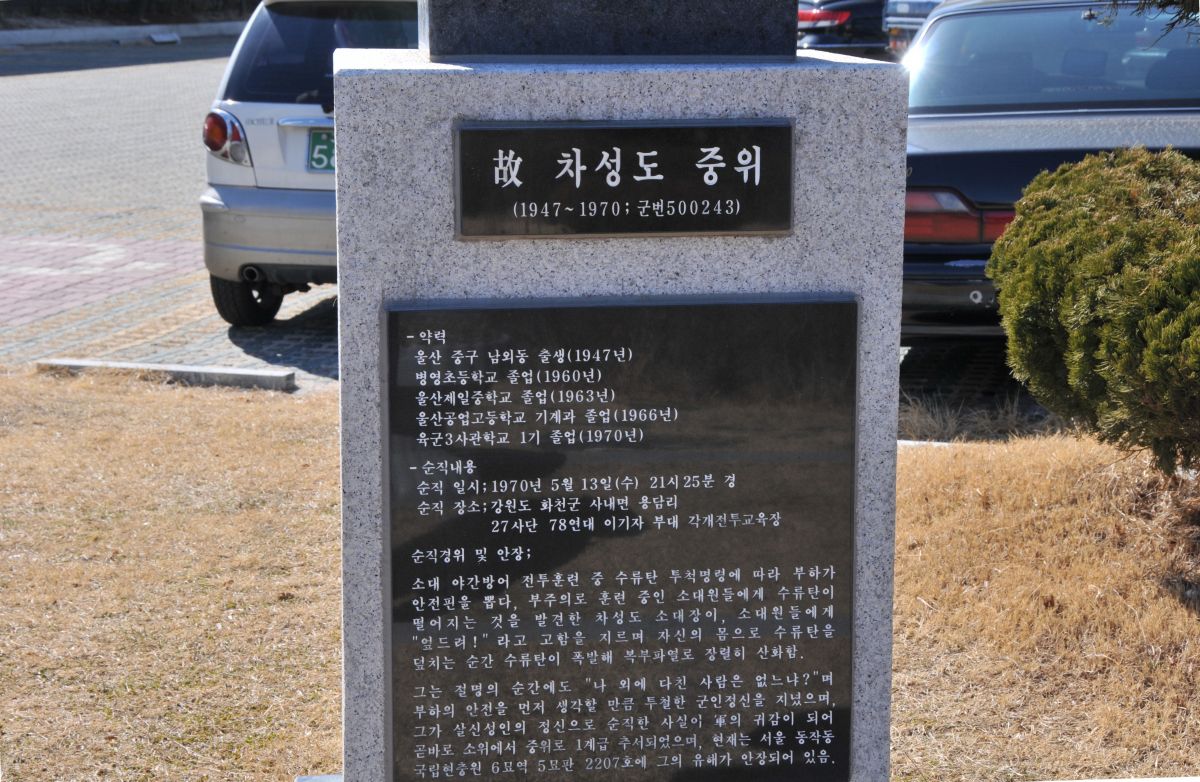 故 차성도 중위
(1947~1970; 군번500243)
-약력
울산 중구 남외동 출생(1947년)
병영초등학교 졸업(1960년)
울산제일중학교 졸업(1963년)
울산공업고등학교 기계과 졸업(1966년)
육군3사관학교 1기 졸업(1970년)
-순직내용
순직 일시;1970년 5월 13일(수) 21시25분 경
순직 장소;강원도 화천군 사내면 용담리
27사단 78연대 이기자 부대 각개전투교육장
순직경위 및 안장;
소대 야간방어 전투훈련 중 수류탄 투척명령에 따라 부하가
안전핀을 뽑다, 부주의로 훈련 중인 소대원들에게 수류탄이
떨어지는 것을 발견한 차성도 소대장이, 소대원들에게
"엎드려!" 라고 고함을 지르며 자신의 몸으로 수류탄을
덮치는 순간 수류탄이 폭발해 복부파열로 장렬히 산화함.
그는 절명의 순간에도 "나 외에 다친 사람은 없느냐?"며
부하의 안전을 먼저 생각할 만큼 투철한 군인정신을 지녔으며,
그가 살신성인의 정신으로 순직한 사실이 軍의 귀감이 되어
곧바로 소위에서 중위로 1계급 추서되었으며, 현재는 서울 동작동
국립현충원 6묘역 5묘판 2207호에 그의 유해가 안장되어 있음.